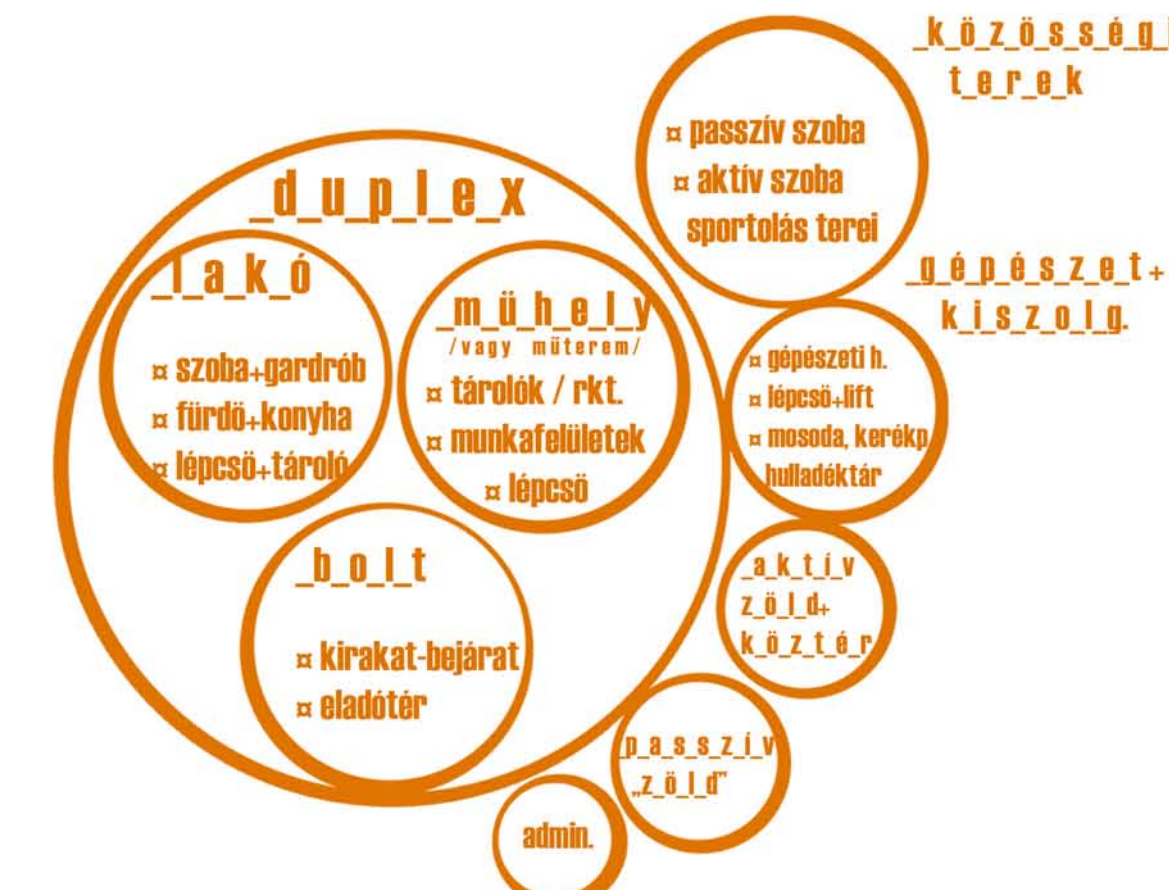 _k_ö_z_ö_s_s_é_g_i
t_e_r_e_k
¤ passzív szoba
¤ aktív szoba
sportolás terei
_d_u_p_l_e_x
_l_a_k_ó
¤ szoba+gardrób
¤ fürdö+konyha
¤ lépcsö+tároló
_m_ü_h_e_l_y
/vagy müterem/
¤ tárolók / rkt.
¤ munkafelületek
¤ lépcsö
_g_é_p_é_s_z_e_t+
k_i_s_z_o_l_g.
¤ gépészeti h.
¤ lépcsö+lift
¤ mosoda, kerékp
hulladéktár
_b_o_l_t
¤ kirakat-bejárat
¤ eladótér
_a_k_t_í_v
z_ö_l_d+
k_ö_z_t_é_r
_p_a_s_s_z_í_v
„z_ö_l_d”
admin.